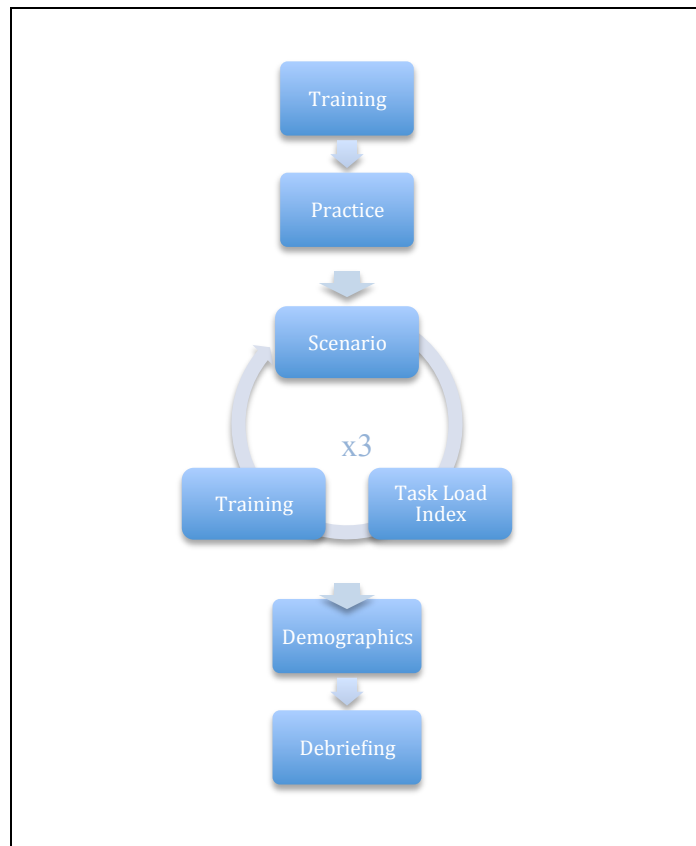 Training
Practice
Scenario
x3
Training
Task Load
Index
Demographics
Debriefing